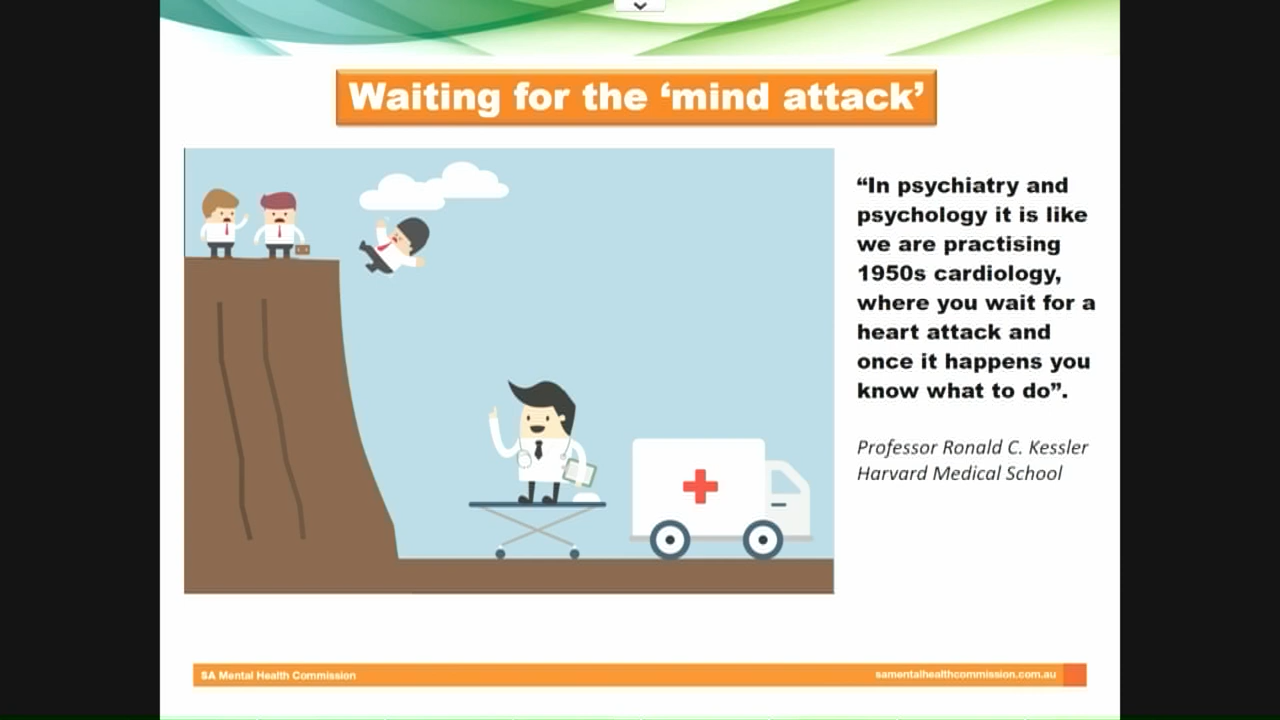 Waiting for the ‘mind attack’
“In psychiatry and
psychology it is like
we are practising
1950s cardiology,
where you wait for a
heart attack and
once it happens you
know what to do”.
Professor Ronald C. Kessler
Harvard Medical School
SA Mental Health Commission
samentalhealthcommission.com.au